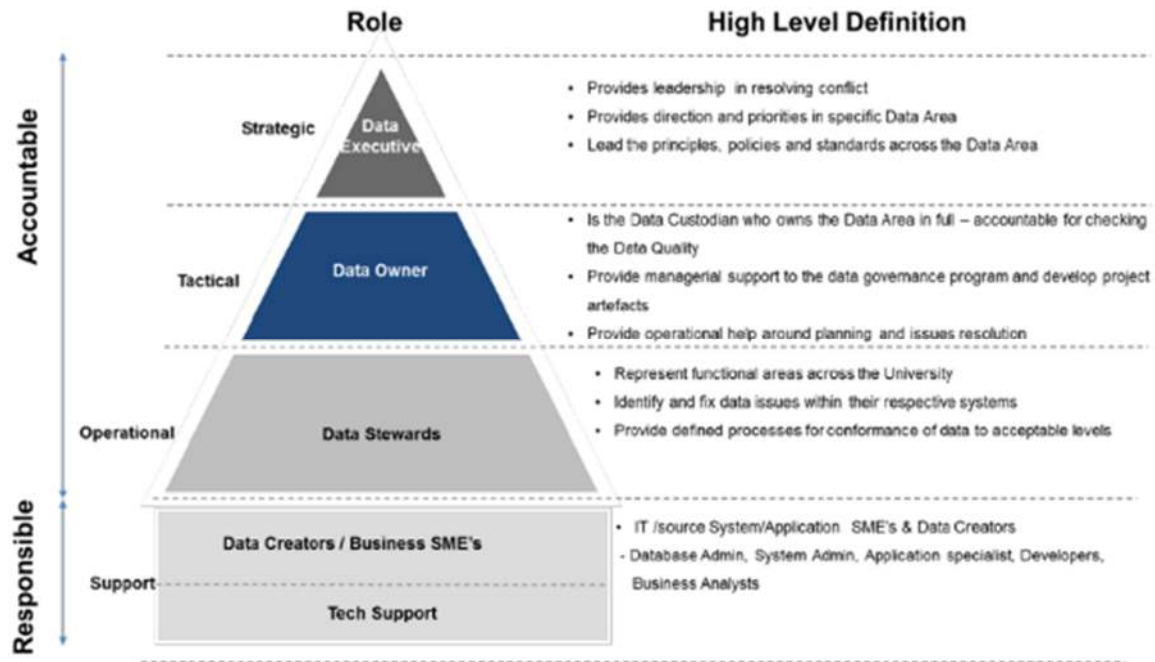 Role
High Level Definition
Accountable
Strategic
Data
Executive
• Provides leadership in resolving conflict
• Provides direction and priorities in specific Data Area
• Lead the principles, policies and standards across the Data Area
Tactical
Data Owner
• Is the Data Custodian who owns the Data Area in full – accountable for checking
the Data Quality
• Provide managerial support to the data governance program and develop project
artefacts
• Provide operational help around planning and issues resolution
Operational
Data Stewards
• Represent functional areas across the University
• Identify and fix data issues within their respective systems
• Provide defined processes for conformance of data to acceptable levels
Responsible
Support
Data Creators / Business SME's
Tech Support
• IT /source System/Application SME's & Data Creators
- Database Admin, System Admin, Application specialist, Developers,
Business Analysts